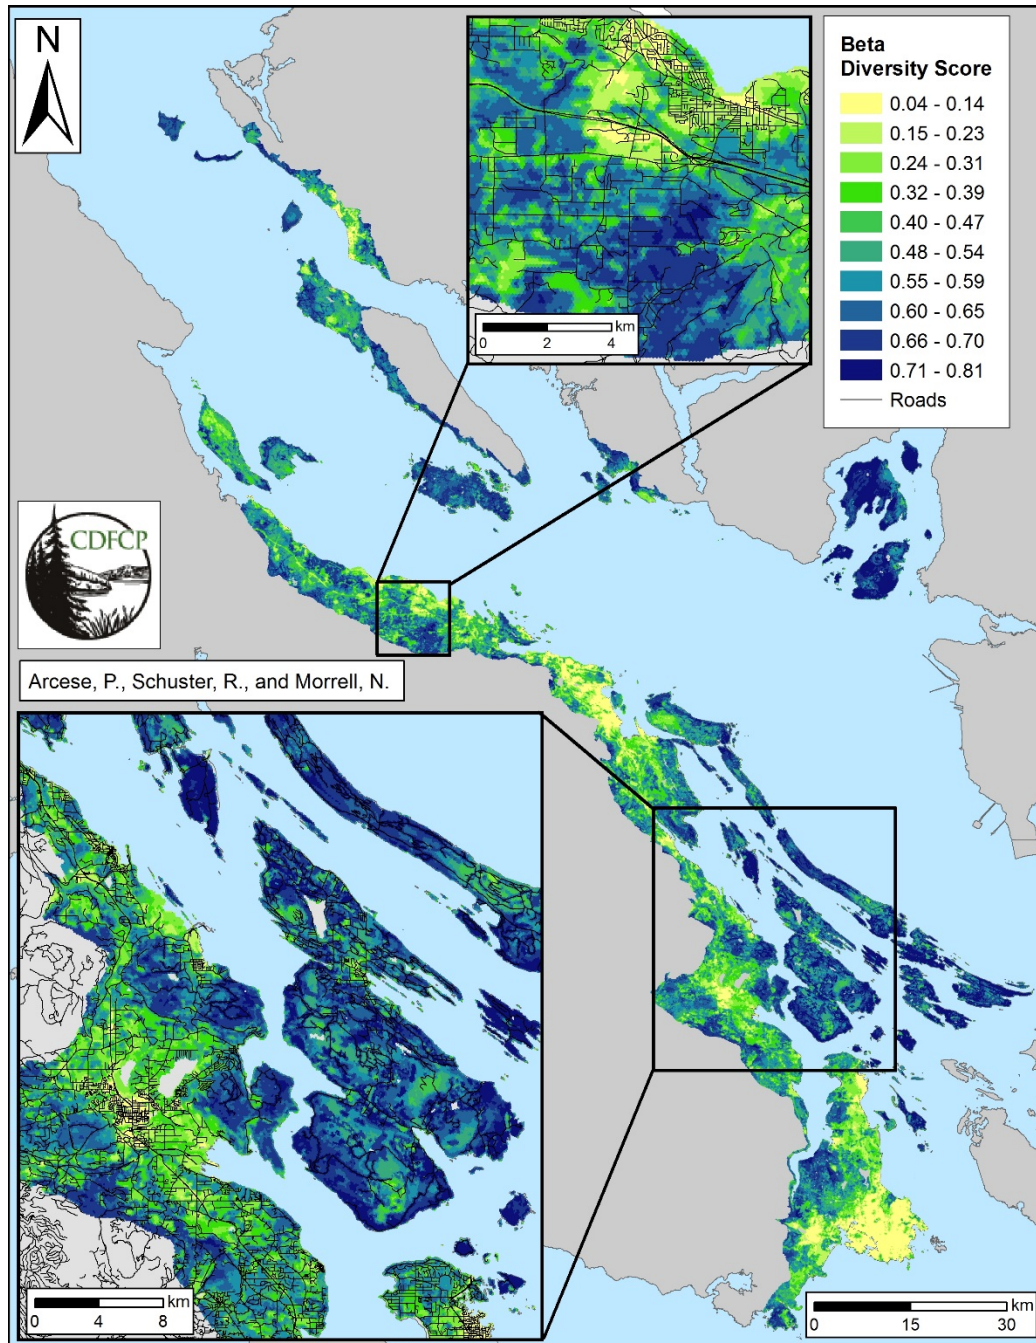 N
Beta
Diversity Score
0.04 - 0.14
0.15 - 0.23
0.24 - 0.31
0.32 - 0.39
0.40 - 0.47
0.48 - 0.54
0.55 - 0.59
0.60 - 0.65
0.66 - 0.70
0.71 - 0.81
Roads
km
0 2 4
CDFCP
Arcese, P., Schuster, R., and Morrell, N.
km
0 4 8
km
0 15 30